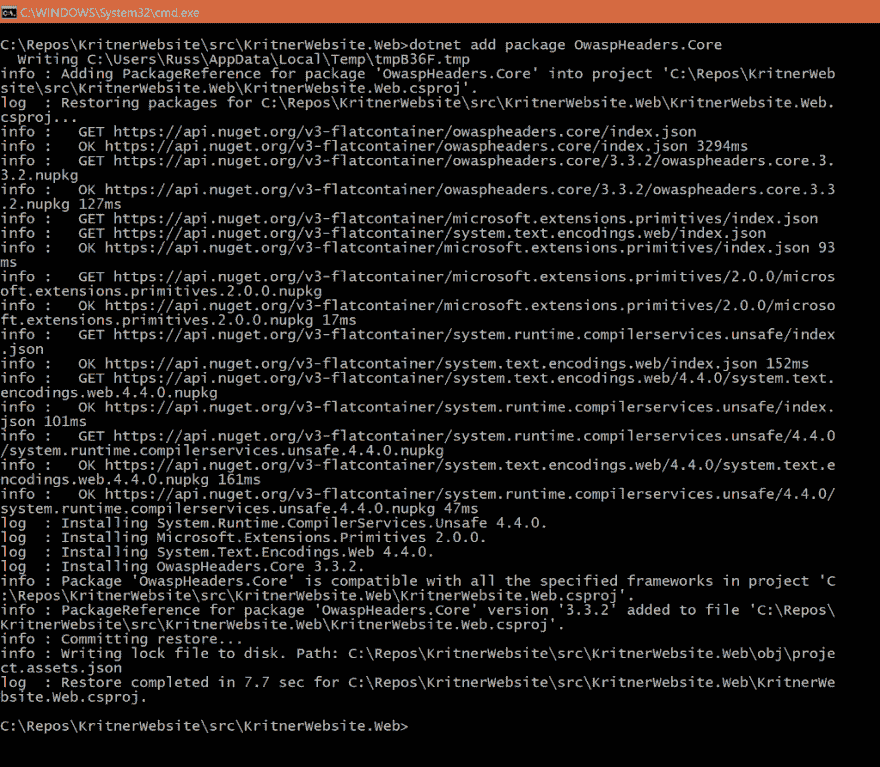 C:\WINDOWS\System32\cmd.exe
C:\Repos\KritnerWebsite\src\KritnerWebsite.Web>dotnet add package OwaspHeaders.Core
  Writing C:\Users\Russ\AppData\Local\Temp\tmpB36F.tmp
info : Adding PackageReference for package 'OwaspHeaders.Core' into project 'C:\Repos\KritnerWeb
site\src\KritnerWebsite.Web\KritnerWebsite.Web.csproj'.
log  : Restoring packages for C:\Repos\KritnerWebsite\src\KritnerWebsite.Web\KritnerWebsite.Web.
csproj...
info :   GET https://api.nuget.org/v3-flatcontainer/owaspheaders.core/index.json
info :   OK https://api.nuget.org/v3-flatcontainer/owaspheaders.core/index.json 3294ms
info :   GET https://api.nuget.org/v3-flatcontainer/owaspheaders.core/3.3.2/owaspheaders.core.3.
3.2.nupkg
info :   OK https://api.nuget.org/v3-flatcontainer/owaspheaders.core/3.3.2/owaspheaders.core.3.3
.2.nupkg 127ms
info :   GET https://api.nuget.org/v3-flatcontainer/microsoft.extensions.primitives/index.json
info :   GET https://api.nuget.org/v3-flatcontainer/system.text.encodings.web/index.json
info :   OK https://api.nuget.org/v3-flatcontainer/microsoft.extensions.primitives/index.json 93
ms
info :   GET https://api.nuget.org/v3-flatcontainer/microsoft.extensions.primitives/2.0.0/micros
oft.extensions.primitives.2.0.0.nupkg
info :   OK https://api.nuget.org/v3-flatcontainer/microsoft.extensions.primitives/2.0.0/microso
ft.extensions.primitives.2.0.0.nupkg 17ms
info :   GET https://api.nuget.org/v3-flatcontainer/system.runtime.compilerservices.unsafe/index
.json
info :   OK https://api.nuget.org/v3-flatcontainer/system.text.encodings.web/index.json 152ms
info :   GET https://api.nuget.org/v3-flatcontainer/system.text.encodings.web/4.4.0/system.text.
encodings.web.4.4.0.nupkg
info :   OK https://api.nuget.org/v3-flatcontainer/system.runtime.compilerservices.unsafe/index.
json 101ms
info :   GET https://api.nuget.org/v3-flatcontainer/system.runtime.compilerservices.unsafe/4.4.0
/system.runtime.compilerservices.unsafe.4.4.0.nupkg
info :   OK https://api.nuget.org/v3-flatcontainer/system.text.encodings.web/4.4.0/system.text.e
ncodings.web.4.4.0.nupkg 161ms
info :   OK https://api.nuget.org/v3-flatcontainer/system.runtime.compilerservices.unsafe/4.4.0/
system.runtime.compilerservices.unsafe.4.4.0.nupkg 47ms
log  : Installing System.Runtime.CompilerServices.Unsafe 4.4.0.
log  : Installing Microsoft.Extensions.Primitives 2.0.0.
log  : Installing System.Text.Encodings.Web 4.4.0.
log  : Installing OwaspHeaders.Core 3.3.2.
info : Package 'OwaspHeaders.Core' is compatible with all the specified frameworks in project 'C
:\Repos\KritnerWebsite\src\KritnerWebsite.Web\KritnerWebsite.Web.csproj'.
info : PackageReference for package 'OwaspHeaders.Core' version '3.3.2' added to file 'C:\Repos\
KritnerWebsite\src\KritnerWebsite.Web\KritnerWebsite.Web.csproj'.
info : Committing restore...
info : Writing lock file to disk. Path: C:\Repos\KritnerWebsite\src\KritnerWebsite.Web\obj\proje
ct.assets.json
log  : Restore completed in 7.7 sec for C:\Repos\KritnerWebsite\src\KritnerWebsite.Web\KritnerWe
bsite.Web.csproj.
C:\Repos\KritnerWebsite\src\KritnerWebsite.Web>